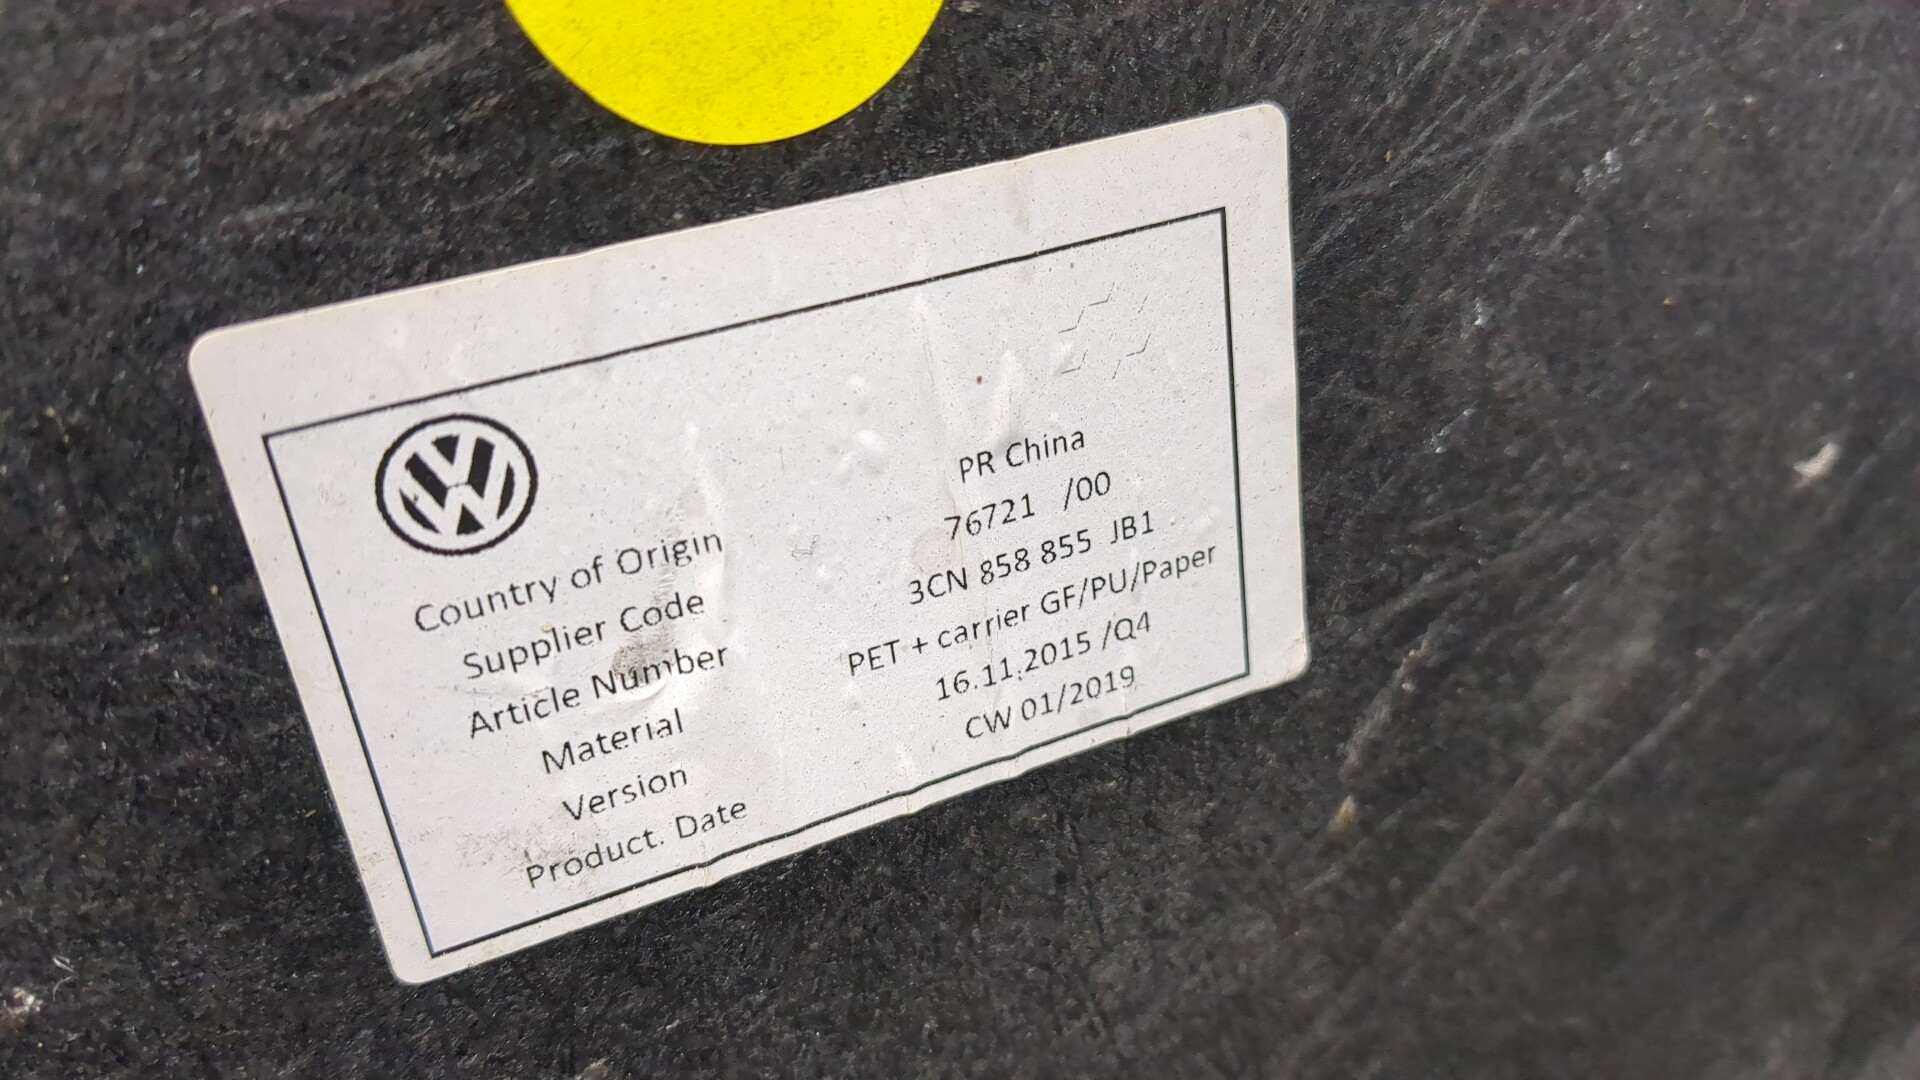 Country of Origin PR China
Supplier Code 76721 /00
Article Number 3CN 858 855 JB1
Material PET + carrier GF/PU/Paper
Version 16.11.2015 /Q4
Product. Date CW 01/2019